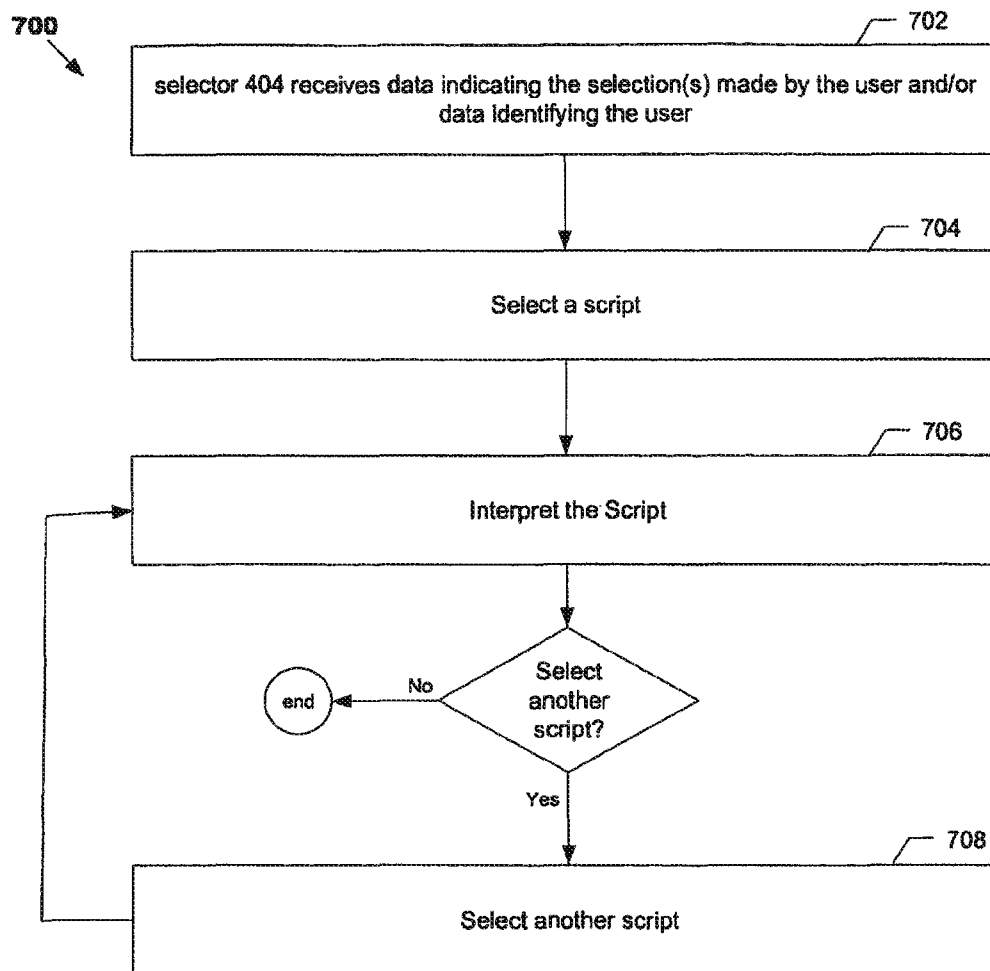 700
702
selector 404 receives data indicating the selection(s) made by the user and/or
data identifying the user
704
Select a script
706
Interpret the Script
Select
another
script?
No
end
Yes
708
Select another script